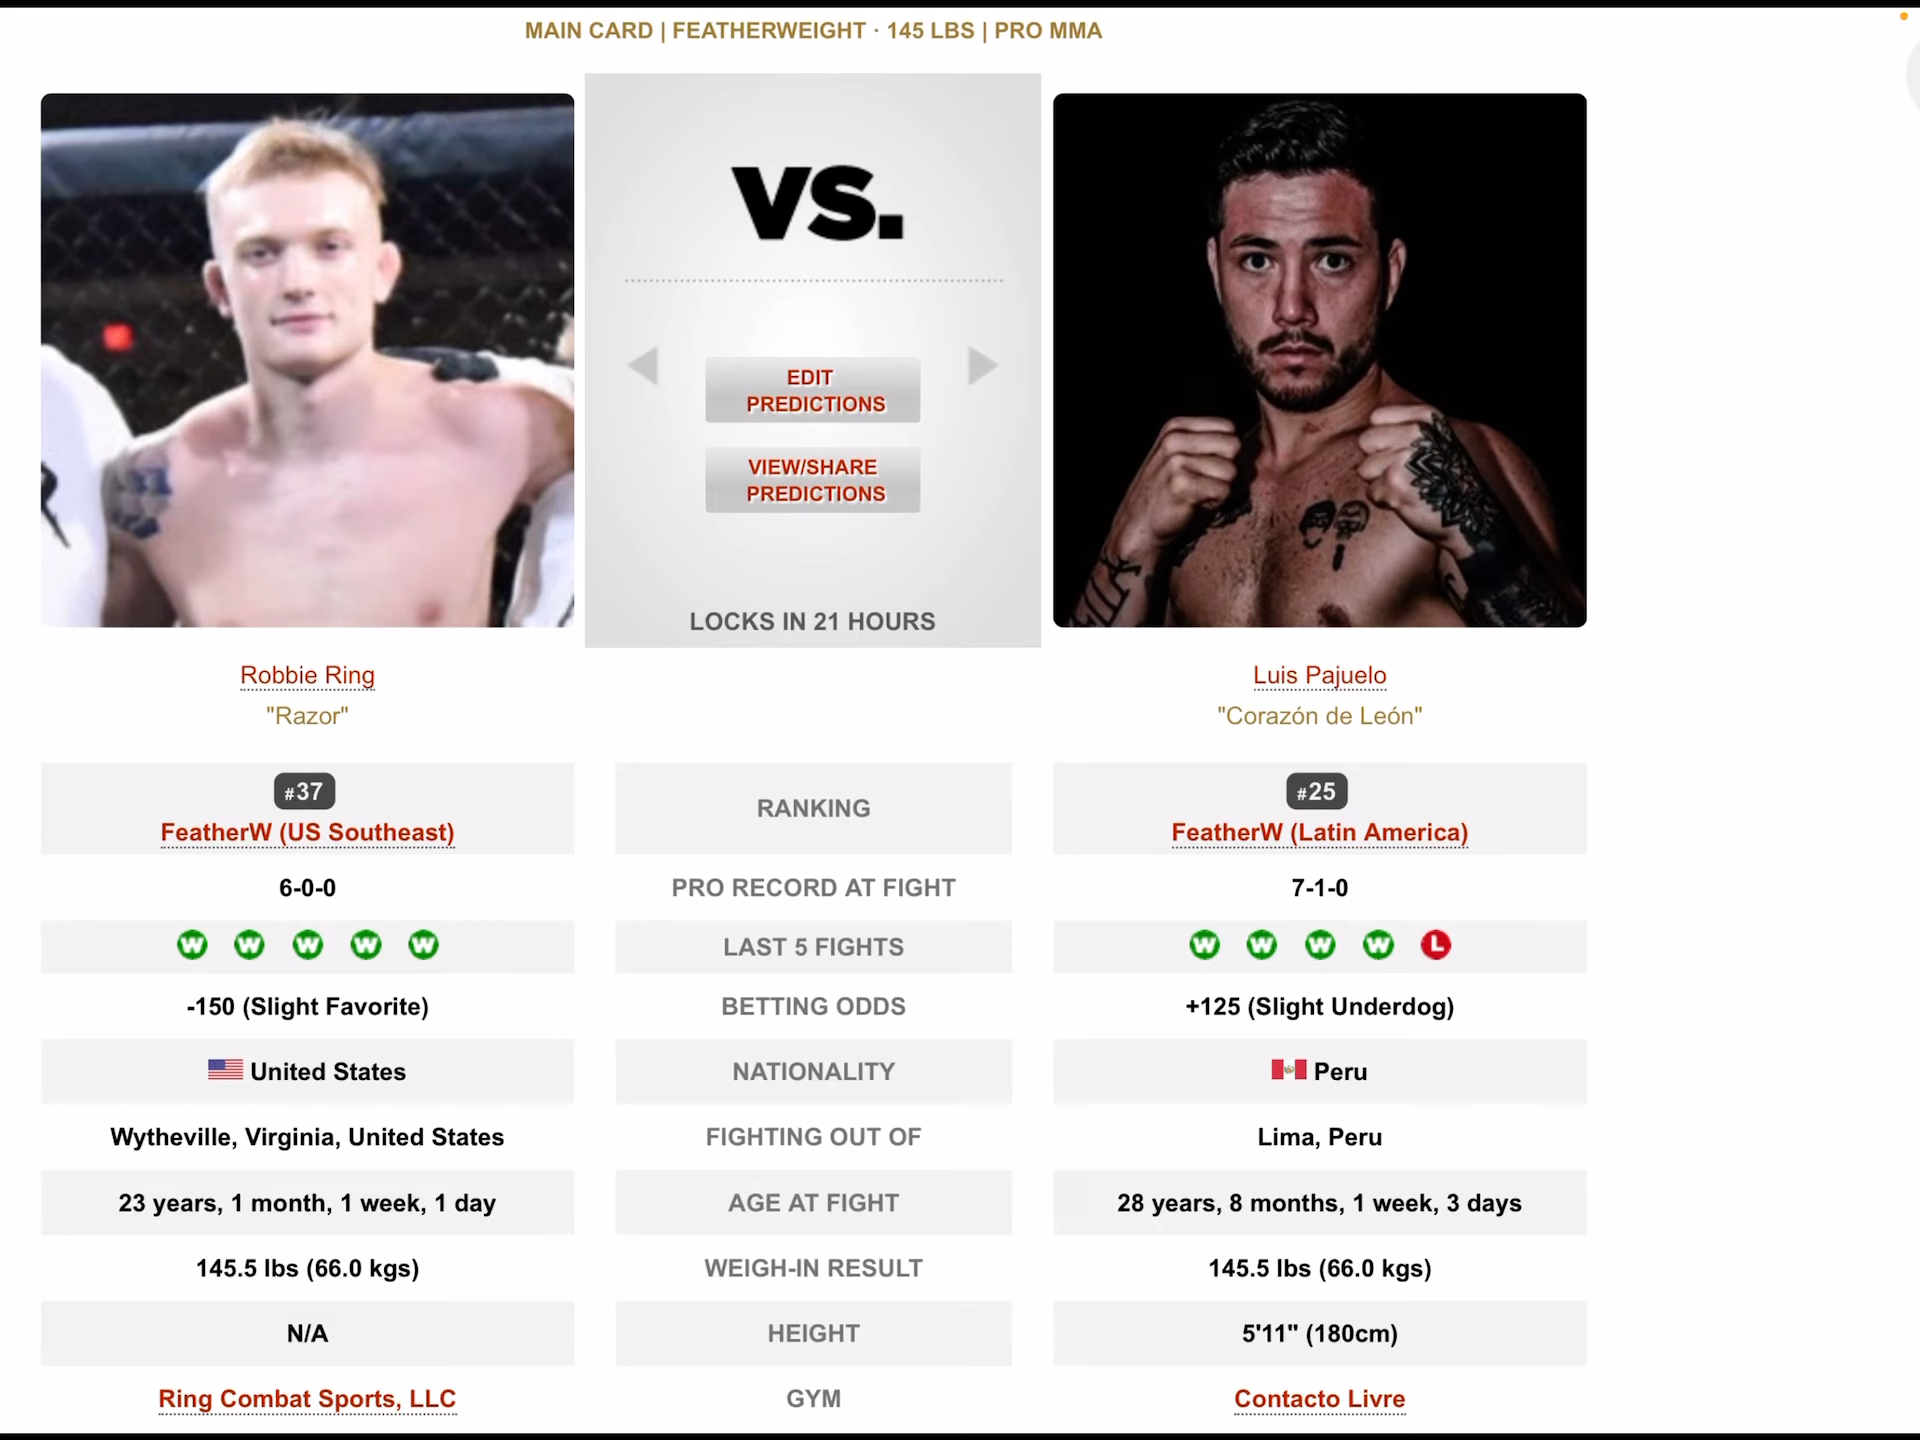 MAIN CARD | FEATHERWEIGHT · 145 LBS | PRO MMA
VS.
EDIT
PREDICTIONS
VIEW/SHARE
PREDICTIONS
LOCKS IN 21 HOURS
Robbie Ring
Luis Pajuelo
"Razor"
"Corazón de León"
#37
FeatherW (US Southeast)
RANKING
#25
FeatherW (Latin America)
6-0-0 PRO RECORD AT FIGHT 7-1-0
W W W W W LAST 5 FIGHTS W W W W L
-150 (Slight Favorite) BETTING ODDS +125 (Slight Underdog)
United States NATIONALITY Peru
Wytheville, Virginia, United States FIGHTING OUT OF Lima, Peru
23 years, 1 month, 1 week, 1 day AGE AT FIGHT 28 years, 8 months, 1 week, 3 days
145.5 lbs (66.0 kgs) WEIGH-IN RESULT 145.5 lbs (66.0 kgs)
N/A HEIGHT 5'11" (180cm)
Ring Combat Sports, LLC GYM Contacto Livre